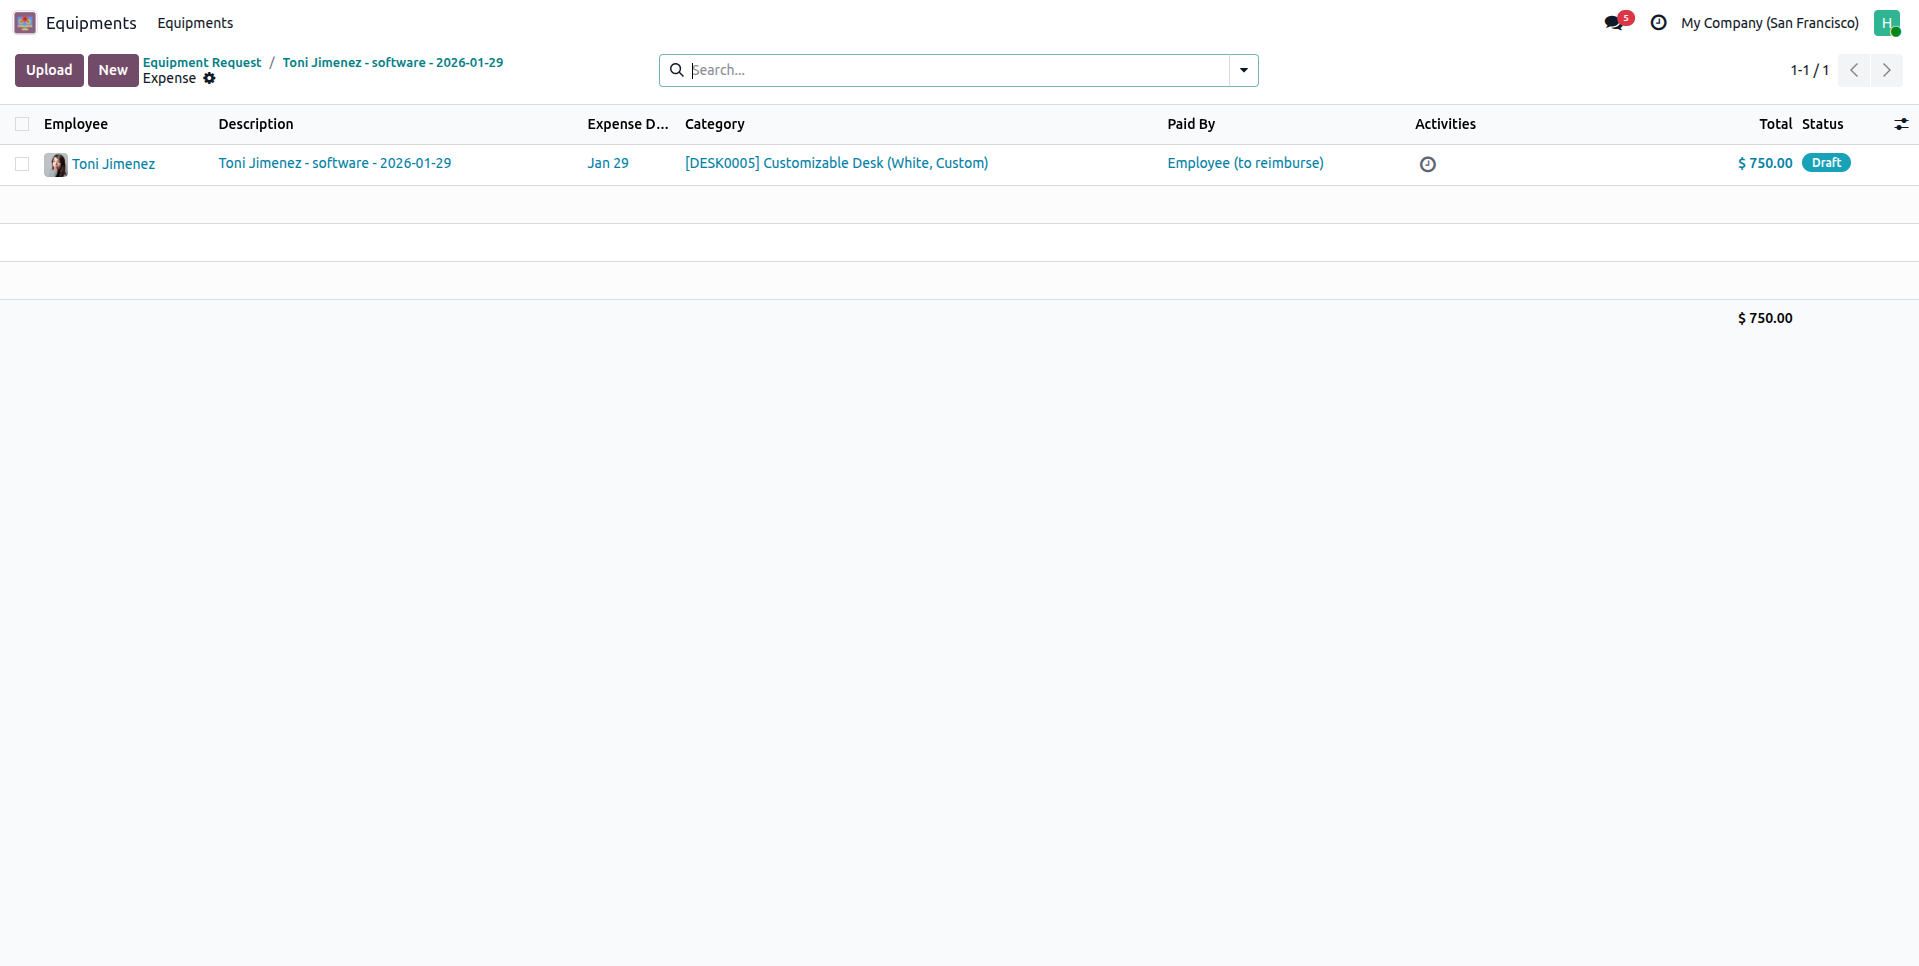 Equipments Equipments 5 My Company (San Francisco) H
Upload New Equipment Request / Toni Jimenez - software - 2026-01-29 Search... 1-1 / 1
Expense
Employee Description Expense D... Category Paid By Activities Total Status
Toni Jimenez Toni Jimenez - software - 2026-01-29 Jan 29 [DESK0005] Customizable Desk (White, Custom) Employee (to reimburse) $ 750.00 Draft
$ 750.00